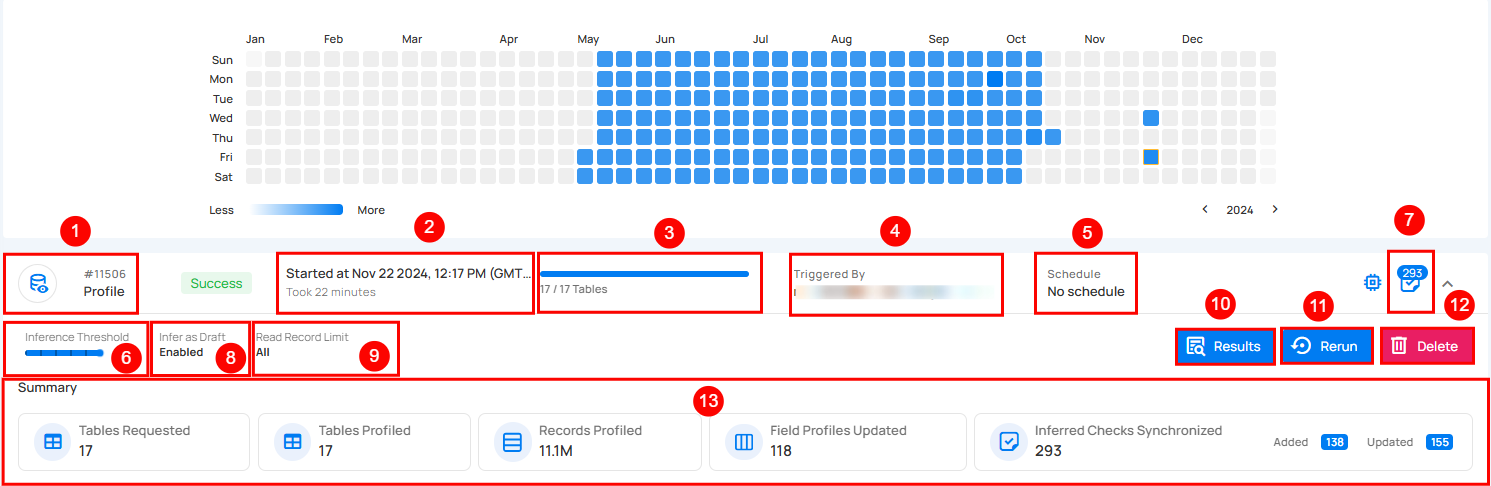 Jan Feb Mar Apr May Jun Jul Aug Sep Oct Nov Dec
Sun
Mon
Tue
Wed
Thu
Fri
Sat
Less More
2024
1
2
3
4
5
7
#11506
Profile
Success
Started at Nov 22 2024, 12:17 PM (GMT...
Took 22 minutes
17 / 17 Tables
Triggered By
Schedule
No schedule
293
10
11
12
Inference Threshold
6
Infer as Draft
Enabled
8
Read Record Limit
All
9
Results
Rerun
Delete
Summary
13
Tables Requested
17
Tables Profiled
17
Records Profiled
11.1M
Field Profiles Updated
118
Inferred Checks Synchronized
293
Added 138 Updated 155